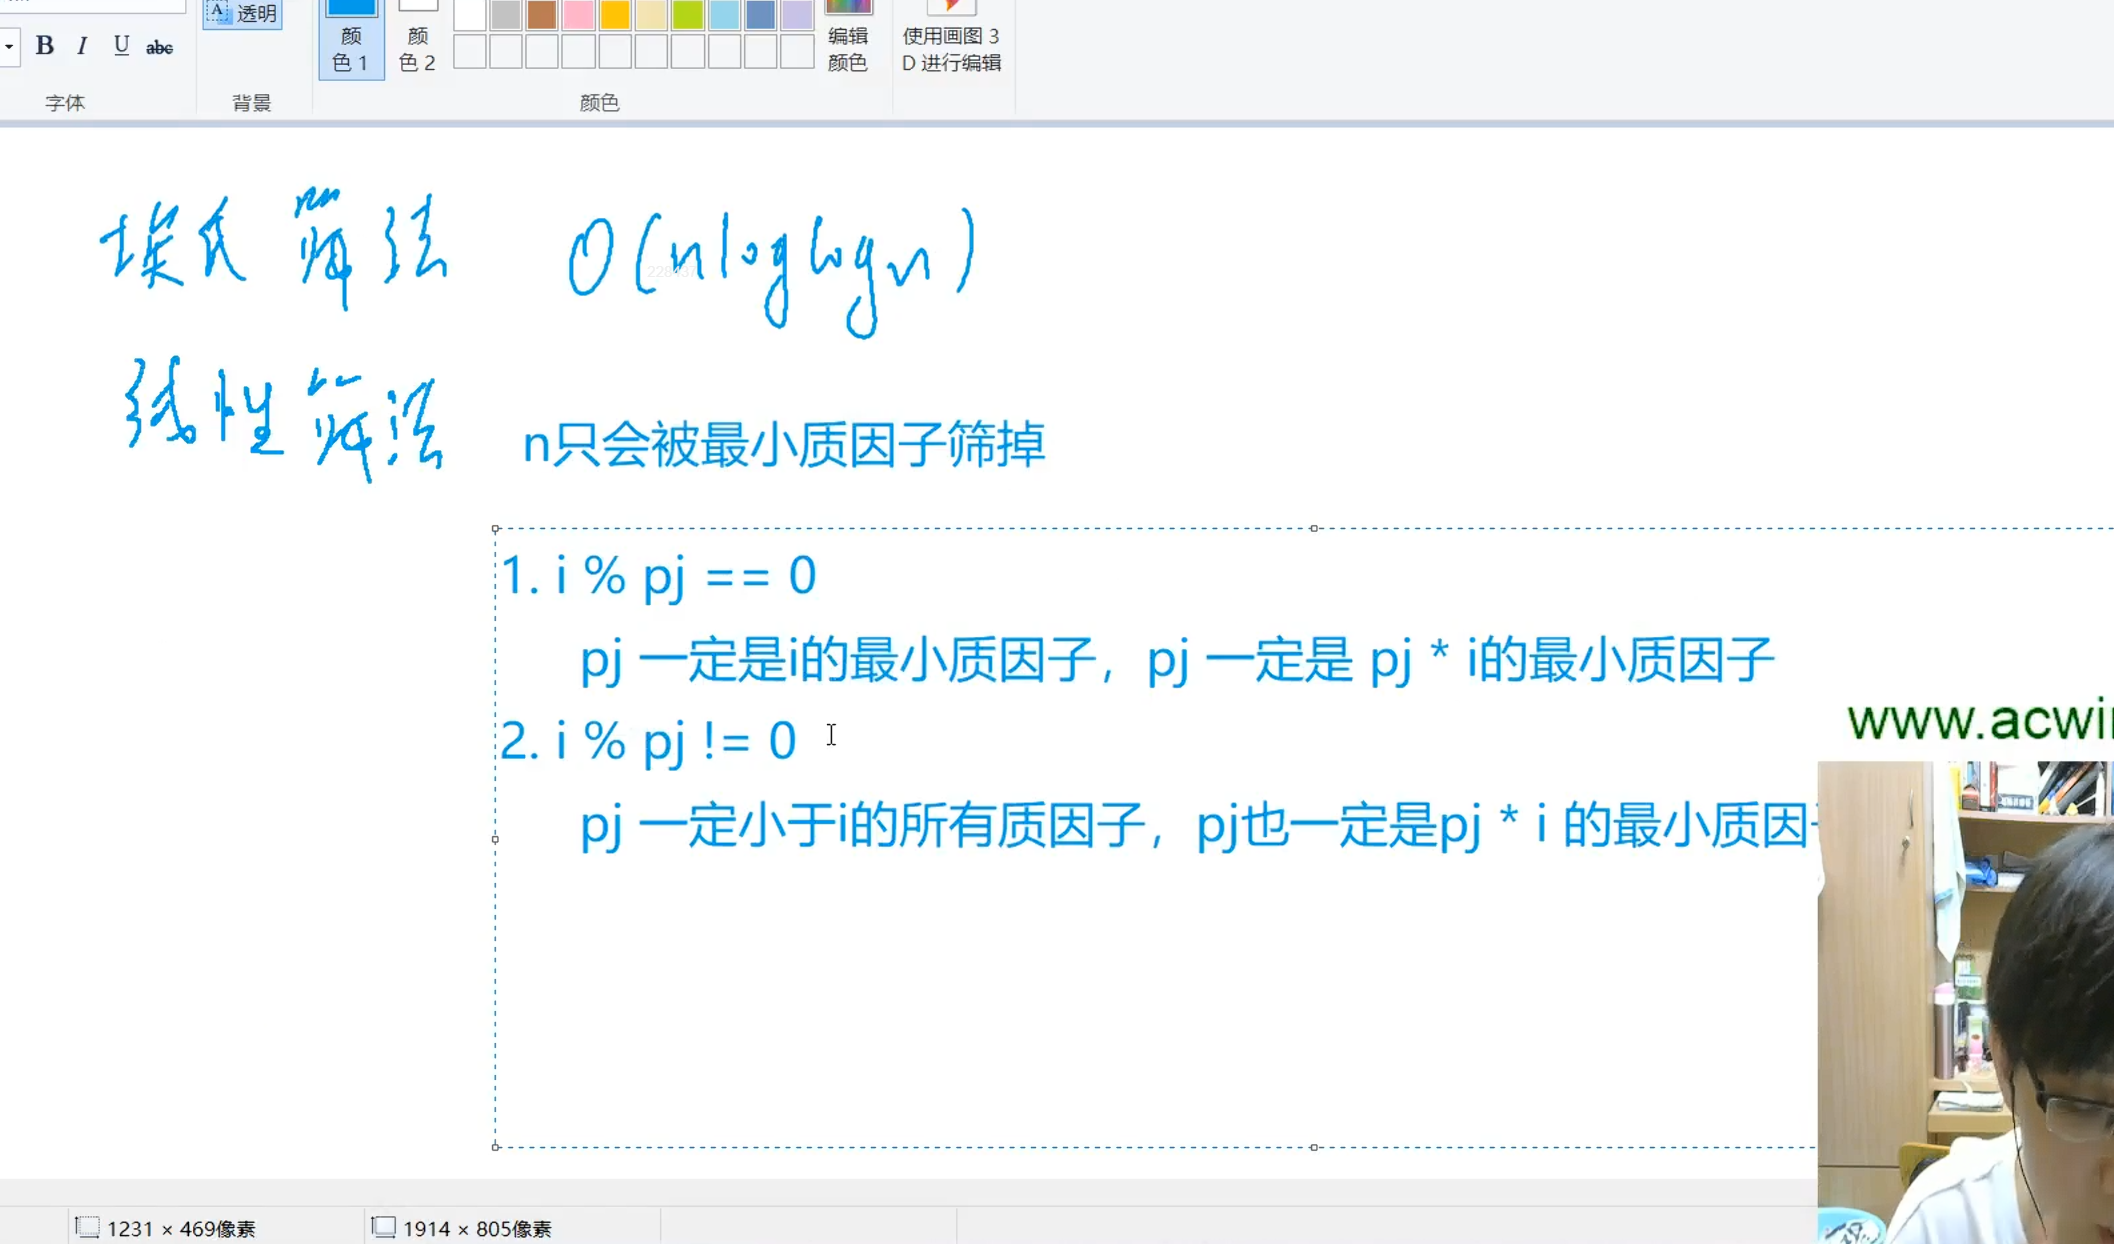 透明
B I U abc
颜色 1
颜色 2
编辑颜色
使用画图 3D 进行编辑
字体
背景
颜色
埃氏筛法 O(nloglogn)
228437
线性筛法
n只会被最小质因子筛掉
1. i % pj == 0
pj 一定是i的最小质因子，pj 一定是 pj * i的最小质因子
2. i % pj != 0
www.acwi
pj 一定小于i的所有质因子，pj也一定是pj * i 的最小质因
1231 × 469像素
1914 × 805像素